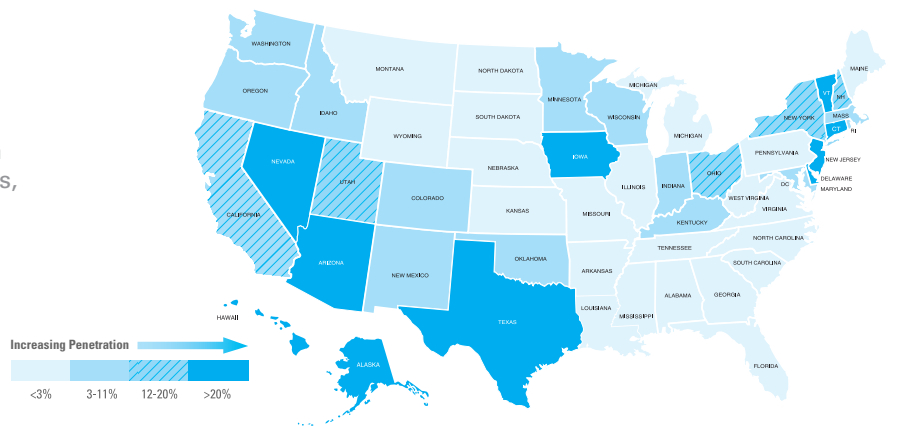 S,
WASHINGTON
OREGON
IDAHO
MONTANA
NORTH DAKOTA
SOUTH DAKOTA
WYOMING
NEBRASKA
NEVADA
UTAH
CALIFORNIA
COLORADO
KANSAS
ARIZONA
NEW MEXICO
OKLAHOMA
TEXAS
MINNESOTA
WISCONSIN
MICHIGAN
MICHIGAN
IOWA
ILLINOIS
INDIANA
OHIO
MISSOURI
KENTUCKY
TENNESSEE
ARKANSAS
LOUISIANA
MISSISSIPPI
ALABAMA
GEORGIA
FLORIDA
SOUTH CAROLINA
NORTH CAROLINA
VIRGINIA
WEST VIRGINIA
DC
MARYLAND
DELAWARE
NEW JERSEY
PENNSYLVANIA
NEW YORK
CT
RI
MASS
VT
NH
MAINE
HAWAII
ALASKA
Increasing Penetration
<3% 3-11% 12-20% >20%